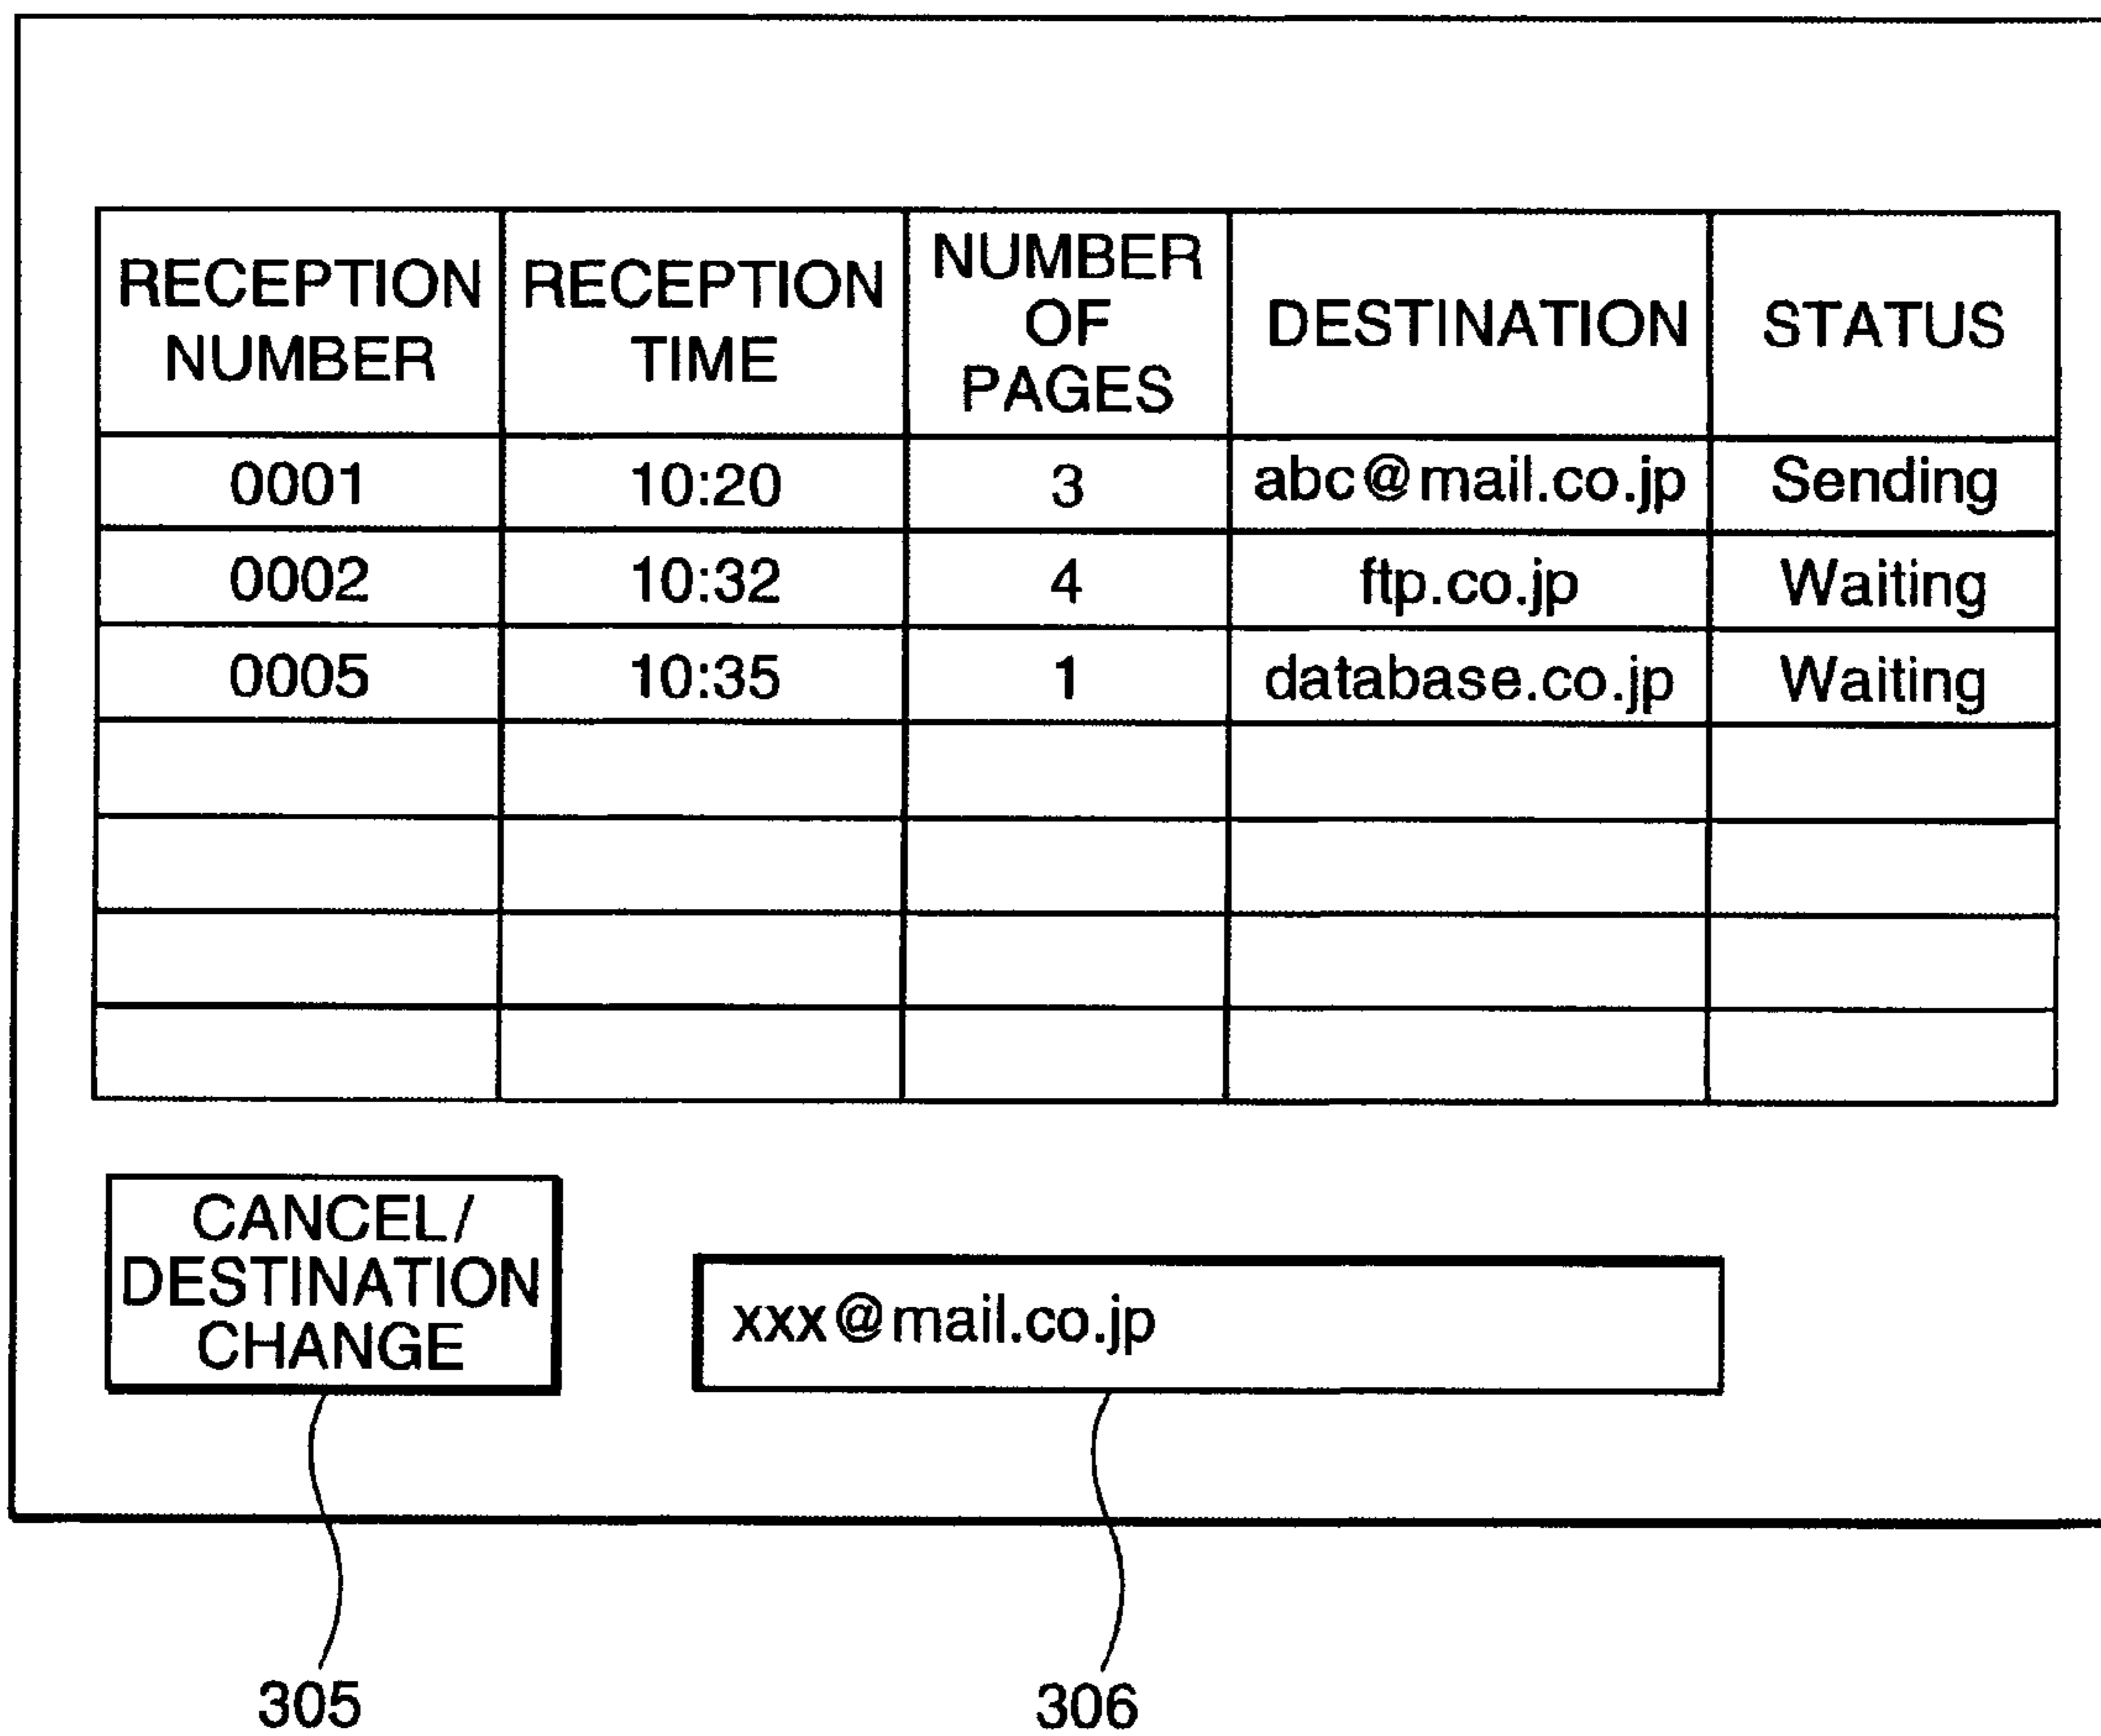 RECEPTION NUMBER RECEPTION TIME NUMBER OF PAGES DESTINATION STATUS
0001 10:20 3 abc@mail.co.jp Sending
0002 10:32 4 ftp.co.jp Waiting
0005 10:35 1 database.co.jp Waiting
CANCEL/
DESTINATION
CHANGE
xxx@mail.co.jp
305 306